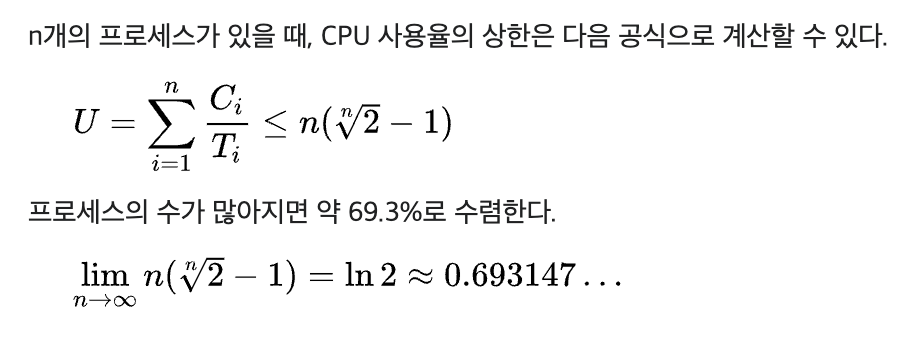 n개의 프로세스가 있을 때, CPU 사용율의 상한은 다음 공식으로 계산할 수 있다.
U = \sum_{i=1}^{n} \frac{C_i}{T_i} \leq n(\sqrt[n]{2} - 1)
프로세스의 수가 많아지면 약 69.3%로 수렴한다.
\lim_{n \to \infty} n(\sqrt[n]{2} - 1) = \ln 2 \approx 0.693147 \ldots